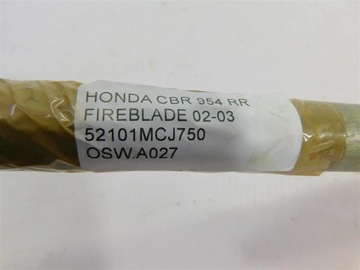 HONDA CBR 954 RR
FIREBLADE 02-03
52101MCJ750
OSW.A027